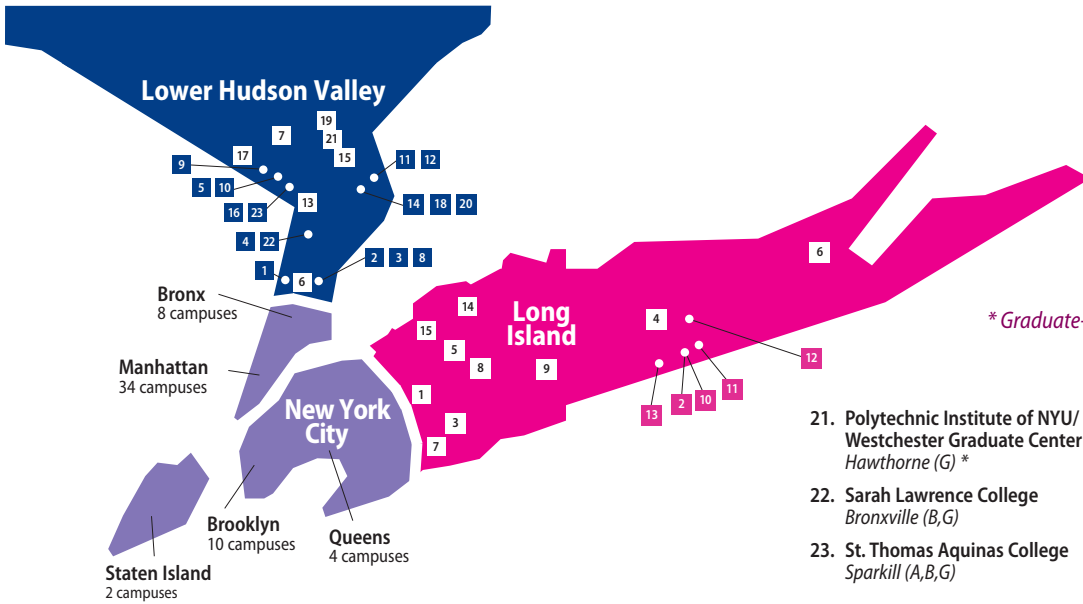 Lower Hudson Valley
19
7
21
17
15
9
11 12
5 10
13
14 18 20
16 23
4 22
1
6
2 3 8
Bronx
8 campuses
Manhattan
34 campuses
New York
City
Brooklyn
10 campuses
Queens
4 campuses
Staten Island
2 campuses
Long
Island
6
14
4
15
5
8
9
12
11
10
2
13
1
3
7
* Graduate-
21. Polytechnic Institute of NYU/
Westchester Graduate Center
Hawthorne (G) *
22. Sarah Lawrence College
Bronxville (B,G)
23. St. Thomas Aquinas College
Sparkill (A,B,G)